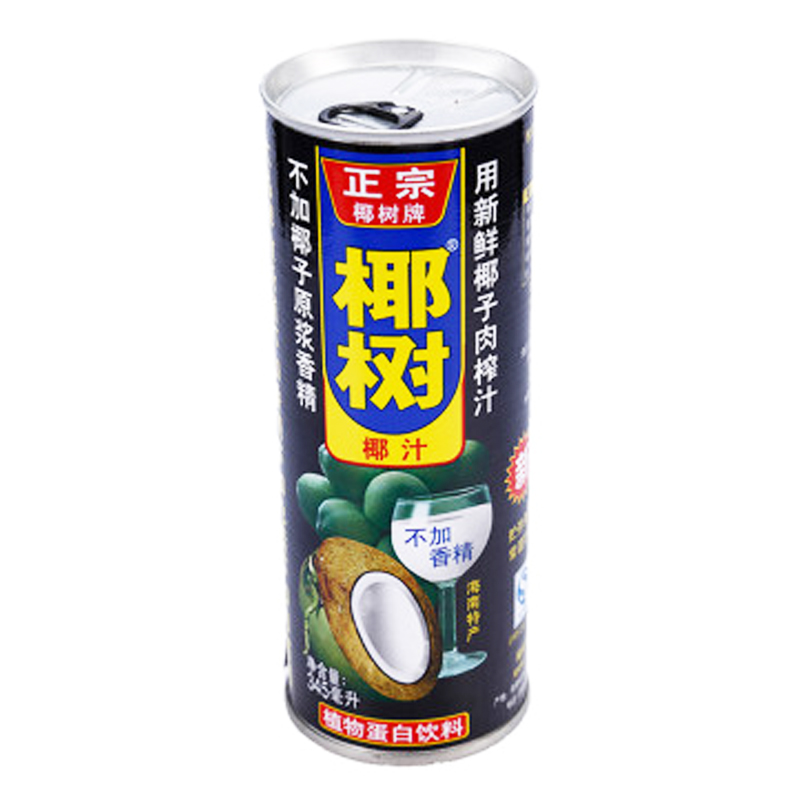 正宗
椰树牌
椰树®
椰汁
不加椰子原浆香精
用新鲜椰子肉榨汁
不加
香精
海南特产
净含量:
345毫升
植物蛋白饮料